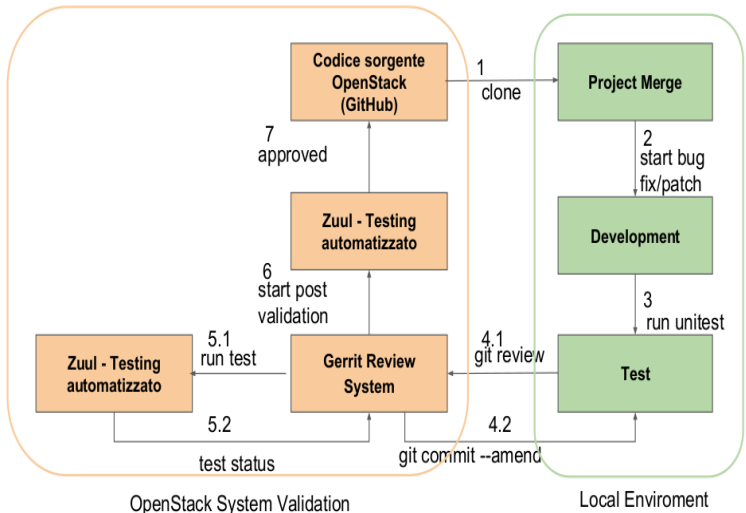 Codice sorgente
OpenStack
(GitHub)
1
clone
Project Merge
7
approved
2
start bug
fix/patch
Zuul - Testing
automatizzato
Development
6
start post
validation
3
run unitest
5.1
run test
4.1
git review
Zuul - Testing
automatizzato
Gerrit Review
System
Test
5.2
4.2
test status
git commit --amend
OpenStack System Validation
Local Enviroment